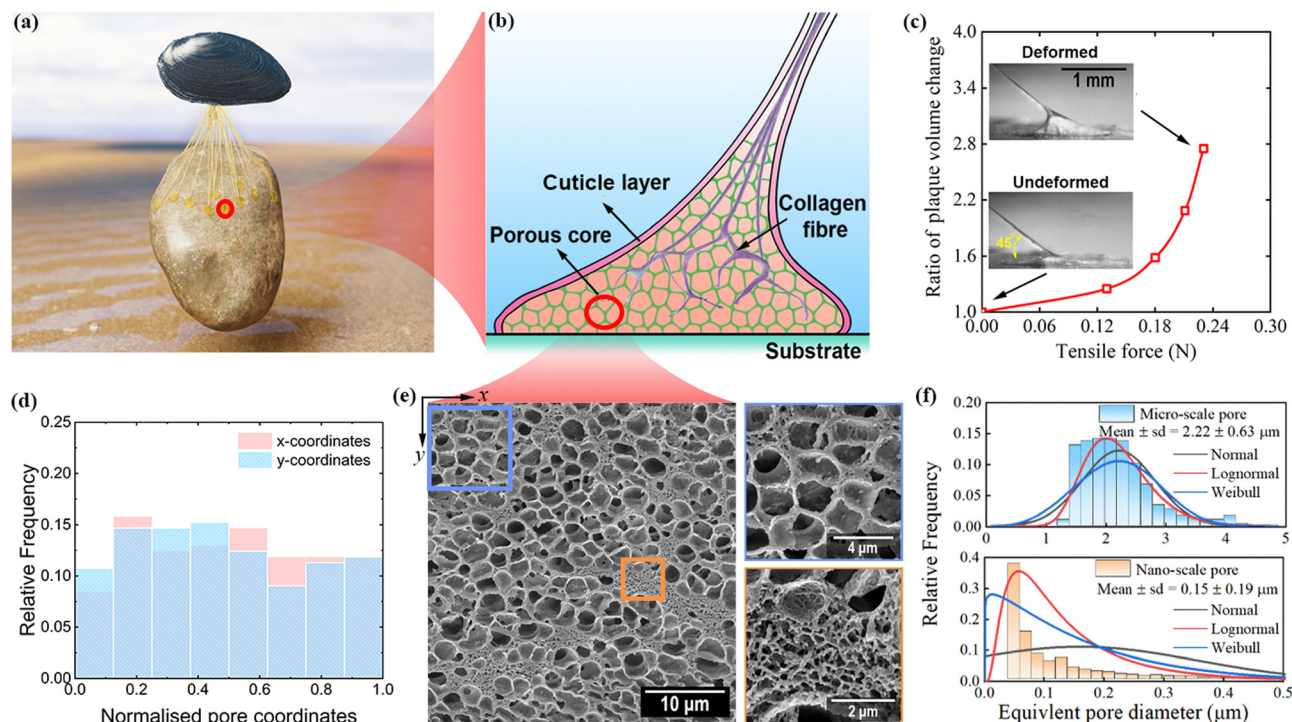 (a)
(b)
Cuticle layer
Porous core
Collagen
fibre
Substrate
(c)
4.0
3.4
2.8
2.2
1.6
1.0
Ratio of plaque volume change
Deformed
1 mm
Undeformed
45°
0.00
0.06
0.12
0.18
0.24
0.30
Tensile force (N)
(d)
0.25
0.20
0.15
0.10
0.05
0.00
Relative Frequency
x-coordinates
y-coordinates
0.0
0.2
0.4
0.6
0.8
1.0
Normalised pore coordinates
(e)
x
y
10 μm
4 μm
2 μm
(f)
Relative Frequency
0.20
0.15
0.10
0.05
0.00
Micro-scale pore
Mean ± sd = 2.22 ± 0.63 μm
Normal
Lognormal
Weibull
0
1
2
3
4
5
0.4
0.3
0.2
0.1
0.0
Nano-scale pore
Mean ± sd = 0.15 ± 0.19 μm
Normal
Lognormal
Weibull
0.0
0.1
0.2
0.3
0.4
0.5
Equivlent pore diameter (μm)